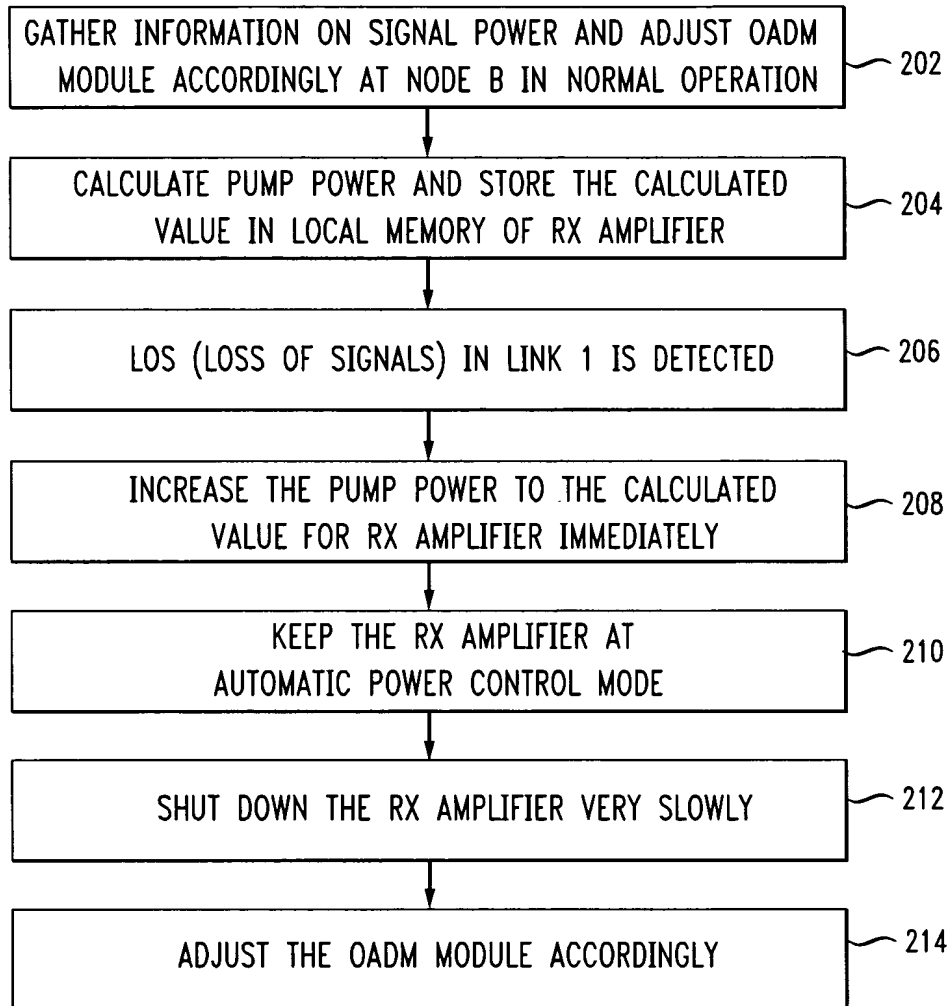 GATHER INFORMATION ON SIGNAL POWER AND ADJUST OADM
MODULE ACCORDINGLY AT NODE B IN NORMAL OPERATION
202
CALCULATE PUMP POWER AND STORE THE CALCULATED
VALUE IN LOCAL MEMORY OF RX AMPLIFIER
204
LOS (LOSS OF SIGNALS) IN LINK 1 IS DETECTED
206
INCREASE THE PUMP POWER TO THE CALCULATED
VALUE FOR RX AMPLIFIER IMMEDIATELY
208
KEEP THE RX AMPLIFIER AT
AUTOMATIC POWER CONTROL MODE
210
SHUT DOWN THE RX AMPLIFIER VERY SLOWLY
212
ADJUST THE OADM MODULE ACCORDINGLY
214